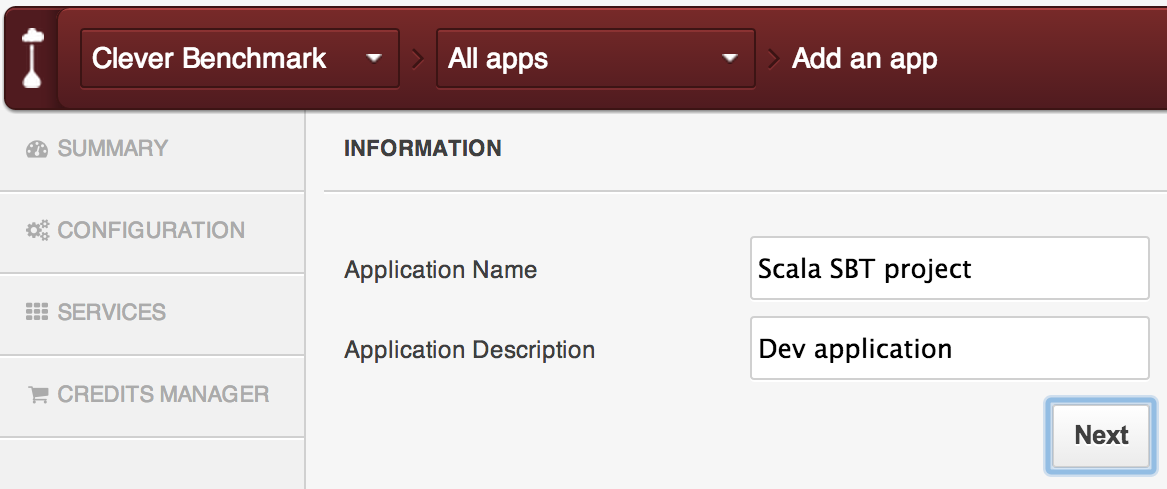 Clever Benchmark All apps Add an app
SUMMARY
CONFIGURATION
SERVICES
CREDITS MANAGER
INFORMATION
Application Name Scala SBT project
Application Description Dev application
Next